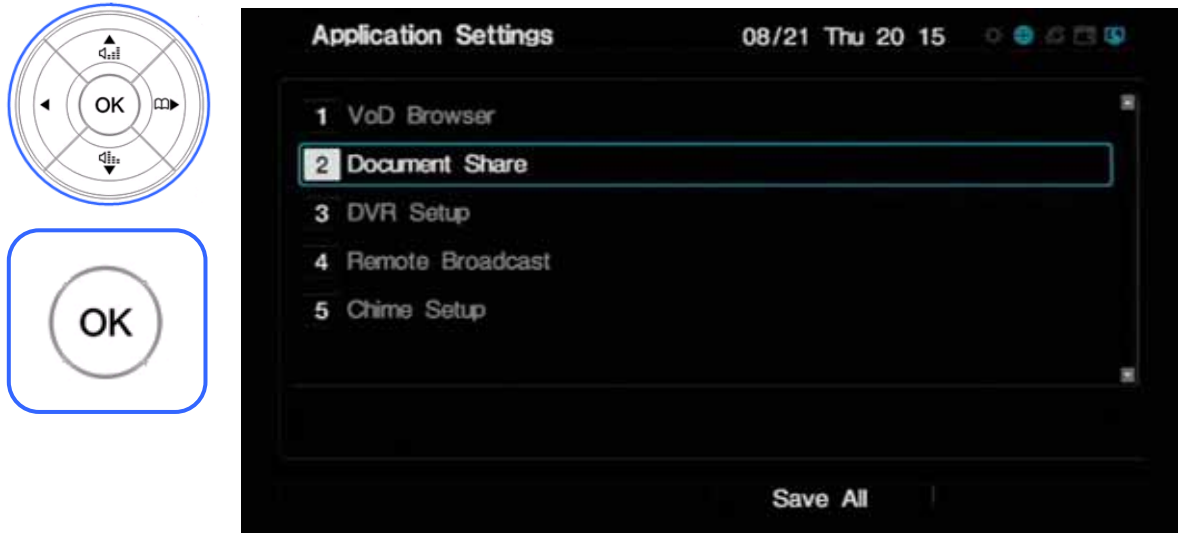 OK
OK
Application Settings 08/21 Thu 20 15
1 VoD Browser
2 Document Share
3 DVR Setup
4 Remote Broadcast
5 Chime Setup
Save All